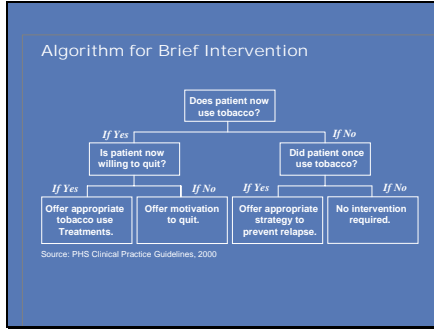 Algorithm for Brief Intervention
Does patient now
use tobacco?
If Yes
If No
Is patient now
willing to quit?
Did patient once
use tobacco?
If Yes
If No
If Yes
If No
Offer appropriate
tobacco use
Treatments.
Offer motivation
to quit.
Offer appropriate
strategy to
prevent relapse.
No intervention
required.
Source: PHS Clinical Practice Guidelines, 2000